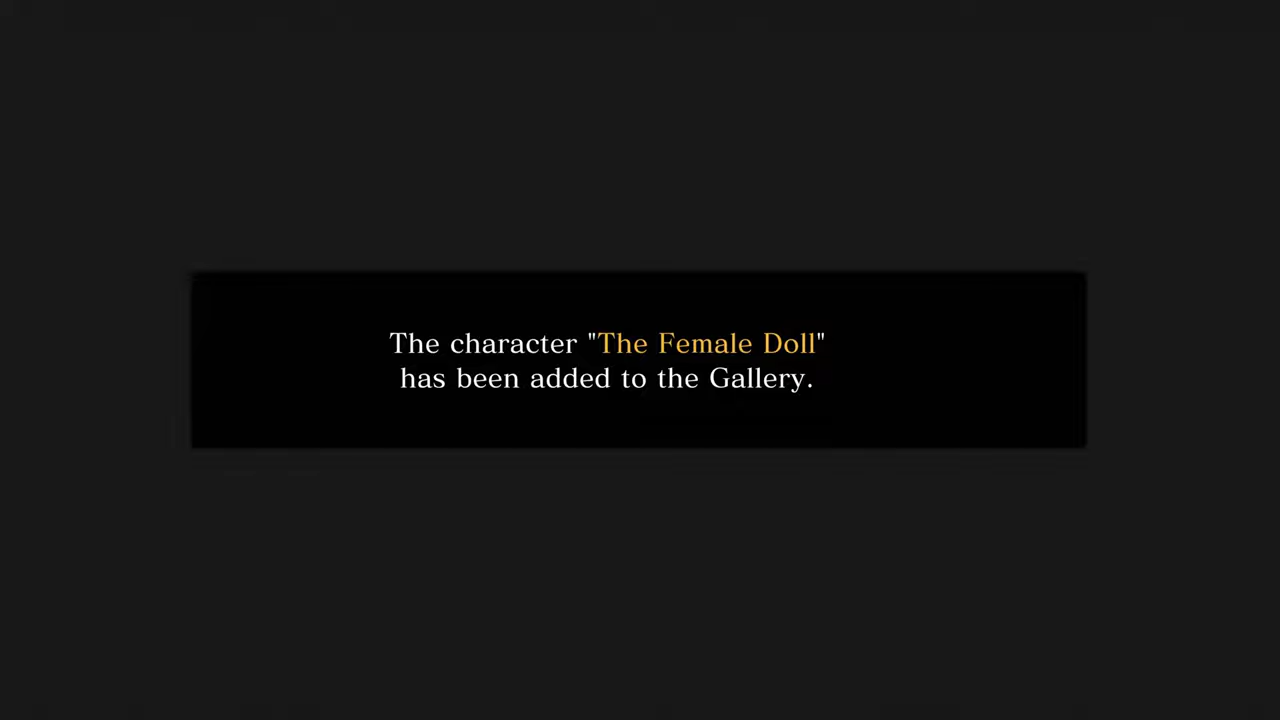 The character "The Female Doll"
has been added to the Gallery.